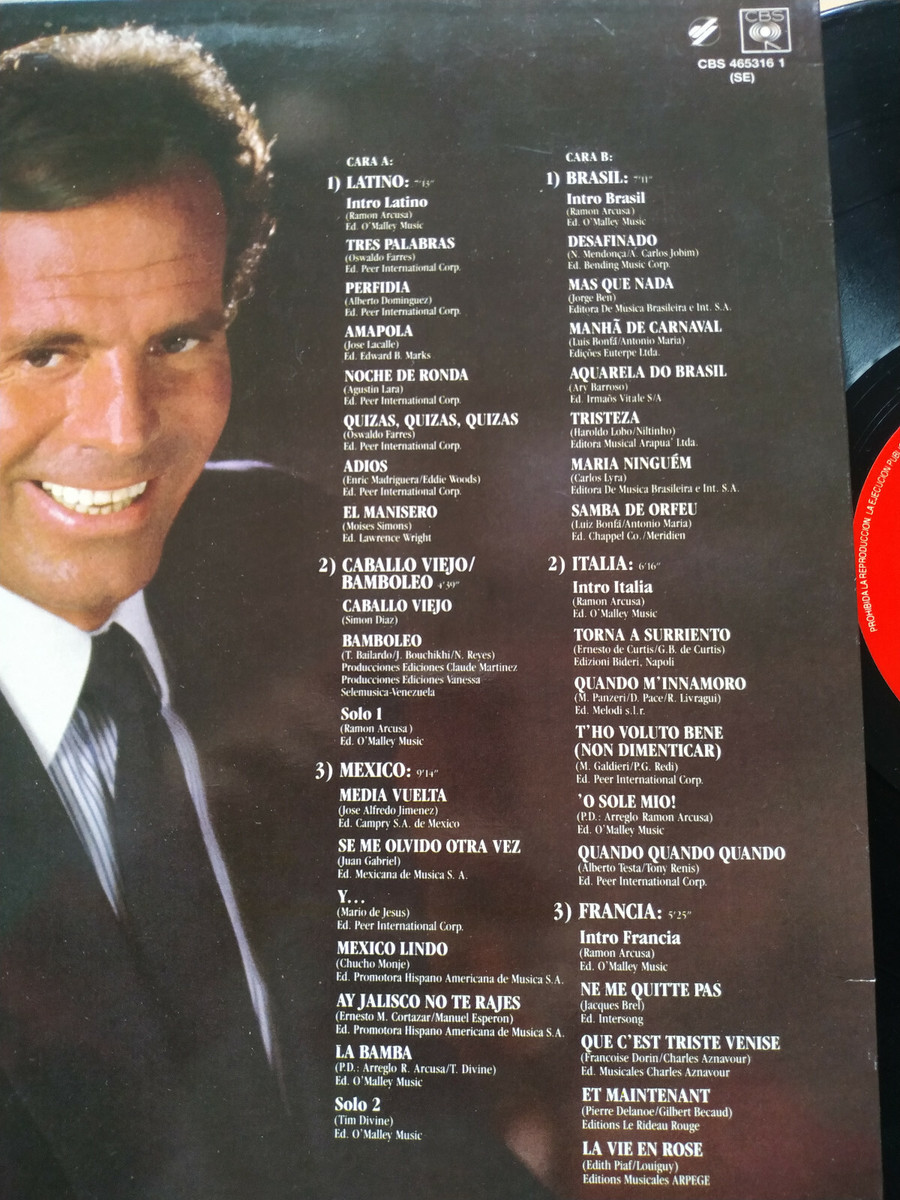 CBS
CBS 465316 1
(SE)
CARA A:
1) LATINO: 7'15"
Intro Latino
(Ramon Arcusa)
Ed. O'Malley Music
TRES PALABRAS
(Oswaldo Farres)
Ed. Peer International Corp.
PERFIDIA
(Alberto Dominguez)
Ed. Peer International Corp.
AMAPOLA
(Jose Lacalle)
Ed. Edward B. Marks
NOCHE DE RONDA
(Agustin Lara)
Ed. Peer International Corp.
QUIZAS, QUIZAS, QUIZAS
(Oswaldo Farres)
Ed. Peer International Corp.
ADIOS
(Enric Madriguera/Eddie Woods)
Ed. Peer International Corp.
EL MANISERO
(Moises Simons)
Ed. Lawrence Wright
2) CABALLO VIEJO/
BAMBOLEO 4'39"
CABALLO VIEJO
(Simon Diaz)
BAMBOLEO
(T. Bailardo/J. Bouchikhi/N. Reyes)
Producciones Ediciones Claude Martinez
Producciones Ediciones Vanessa
Selemusica-Venezuela
Solo 1
(Ramon Arcusa)
Ed. O'Malley Music
3) MEXICO: 9'14"
MEDIA VUELTA
(Jose Alfredo Jimenez)
Ed. Campry S.A. de Mexico
SE ME OLVIDO OTRA VEZ
(Juan Gabriel)
Ed. Mexicana de Musica S. A.
Y...
(Mario de Jesus)
Ed. Peer International Corp.
MEXICO LINDO
(Chucho Monje)
Ed. Promotora Hispano Americana de Musica S.A.
AY JALISCO NO TE RAJES
(Ernesto M. Cortazar/Manuel Esperon)
Ed. Promotora Hispano Americana de Musica S.A.
LA BAMBA
(P.D.: Arreglo R. Arcusa/T. Divine)
Ed. O'Malley Music
Solo 2
(Tim Divine)
Ed. O'Malley Music
CARA B:
1) BRASIL: 7'11"
Intro Brasil
(Ramon Arcusa)
Ed. O'Malley Music
DESAFINADO
(N. Mendonça/A. Carlos Jobim)
Ed. Bending Music Corp.
MAS QUE NADA
(Jorge Ben)
Editora De Musica Brasileira e Int. S.A.
MANHÃ DE CARNAVAL
(Luis Bonfá/Antonio Maria)
Edições Euterpe Ltda.
AQUARELA DO BRASIL
(Ary Barroso)
Ed. Irmaòs Vitale S/A
TRISTEZA
(Haroldo Lobo/Niltinho)
Editora Musical Arapua' Ltda.
MARIA NINGUÉM
(Carlos Lyra)
Editora De Musica Brasileira e Int. S.A.
SAMBA DE ORFEU
(Luiz Bonfá/Antonio Maria)
Ed. Chappel Co./Meridien
2) ITALIA: 6'16"
Intro Italia
(Ramon Arcusa)
Ed. O'Malley Music
TORNA A SURRIENTO
(Ernesto de Curtis/G.B. de Curtis)
Edizioni Bideri, Napoli
QUANDO M'INNAMORO
(M. Panzeri/D. Pace/R. Livragui)
Ed. Melodi s.l.r.
T'HO VOLUTO BENE
(NON DIMENTICAR)
(M. Galdieri/P.G. Redi)
Ed. Peer International Corp.
'O SOLE MIO!
(P.D.: Arreglo Ramon Arcusa)
Ed. O'Malley Music
QUANDO QUANDO QUANDO
(Alberto Testa/Tony Renis)
Ed. Peer International Corp.
3) FRANCIA: 5'25"
Intro Francia
(Ramon Arcusa)
Ed. O'Malley Music
NE ME QUITTE PAS
(Jacques Brel)
Ed. Intersong
QUE C'EST TRISTE VENISE
(Francoise Dorin/Charles Aznavour)
Ed. Musicales Charles Aznavour
ET MAINTENANT
(Pierre Delanoe/Gilbert Becaud)
Editions Le Rideau Rouge
LA VIE EN ROSE
(Edith Piaf/Louiguy)
Editions Musicales ARPEGE
PROHIBIDA LA REPRODUCCION, LA EJECUCION